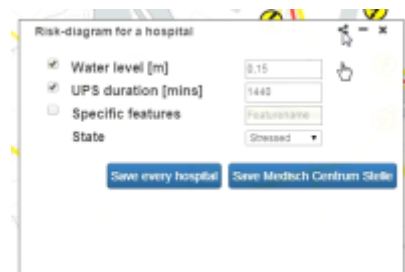 Risk-diagram for a hospital
Water level [m] 0.15
UPS duration [mins] 1440
Specific features Featurename
State Stressed
Save every hospital Save Medisch Centrum Stelle